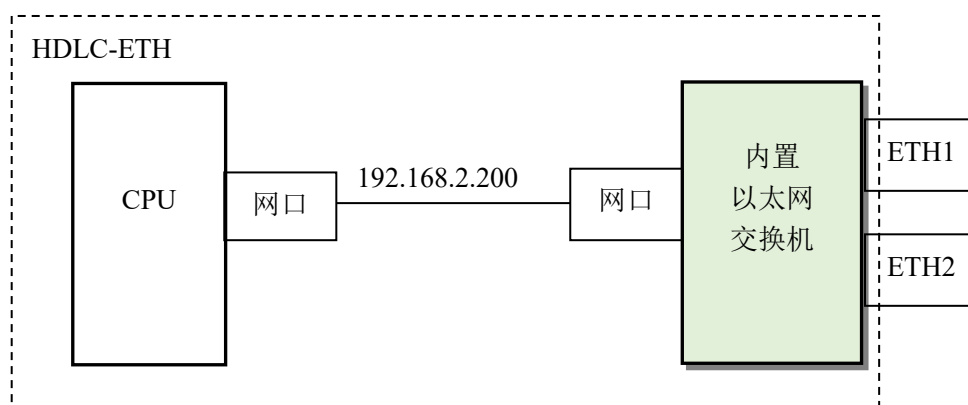 HDLC-ETH
CPU
网口
192.168.2.200
网口
内置
以太网
交换机
ETH1
ETH2